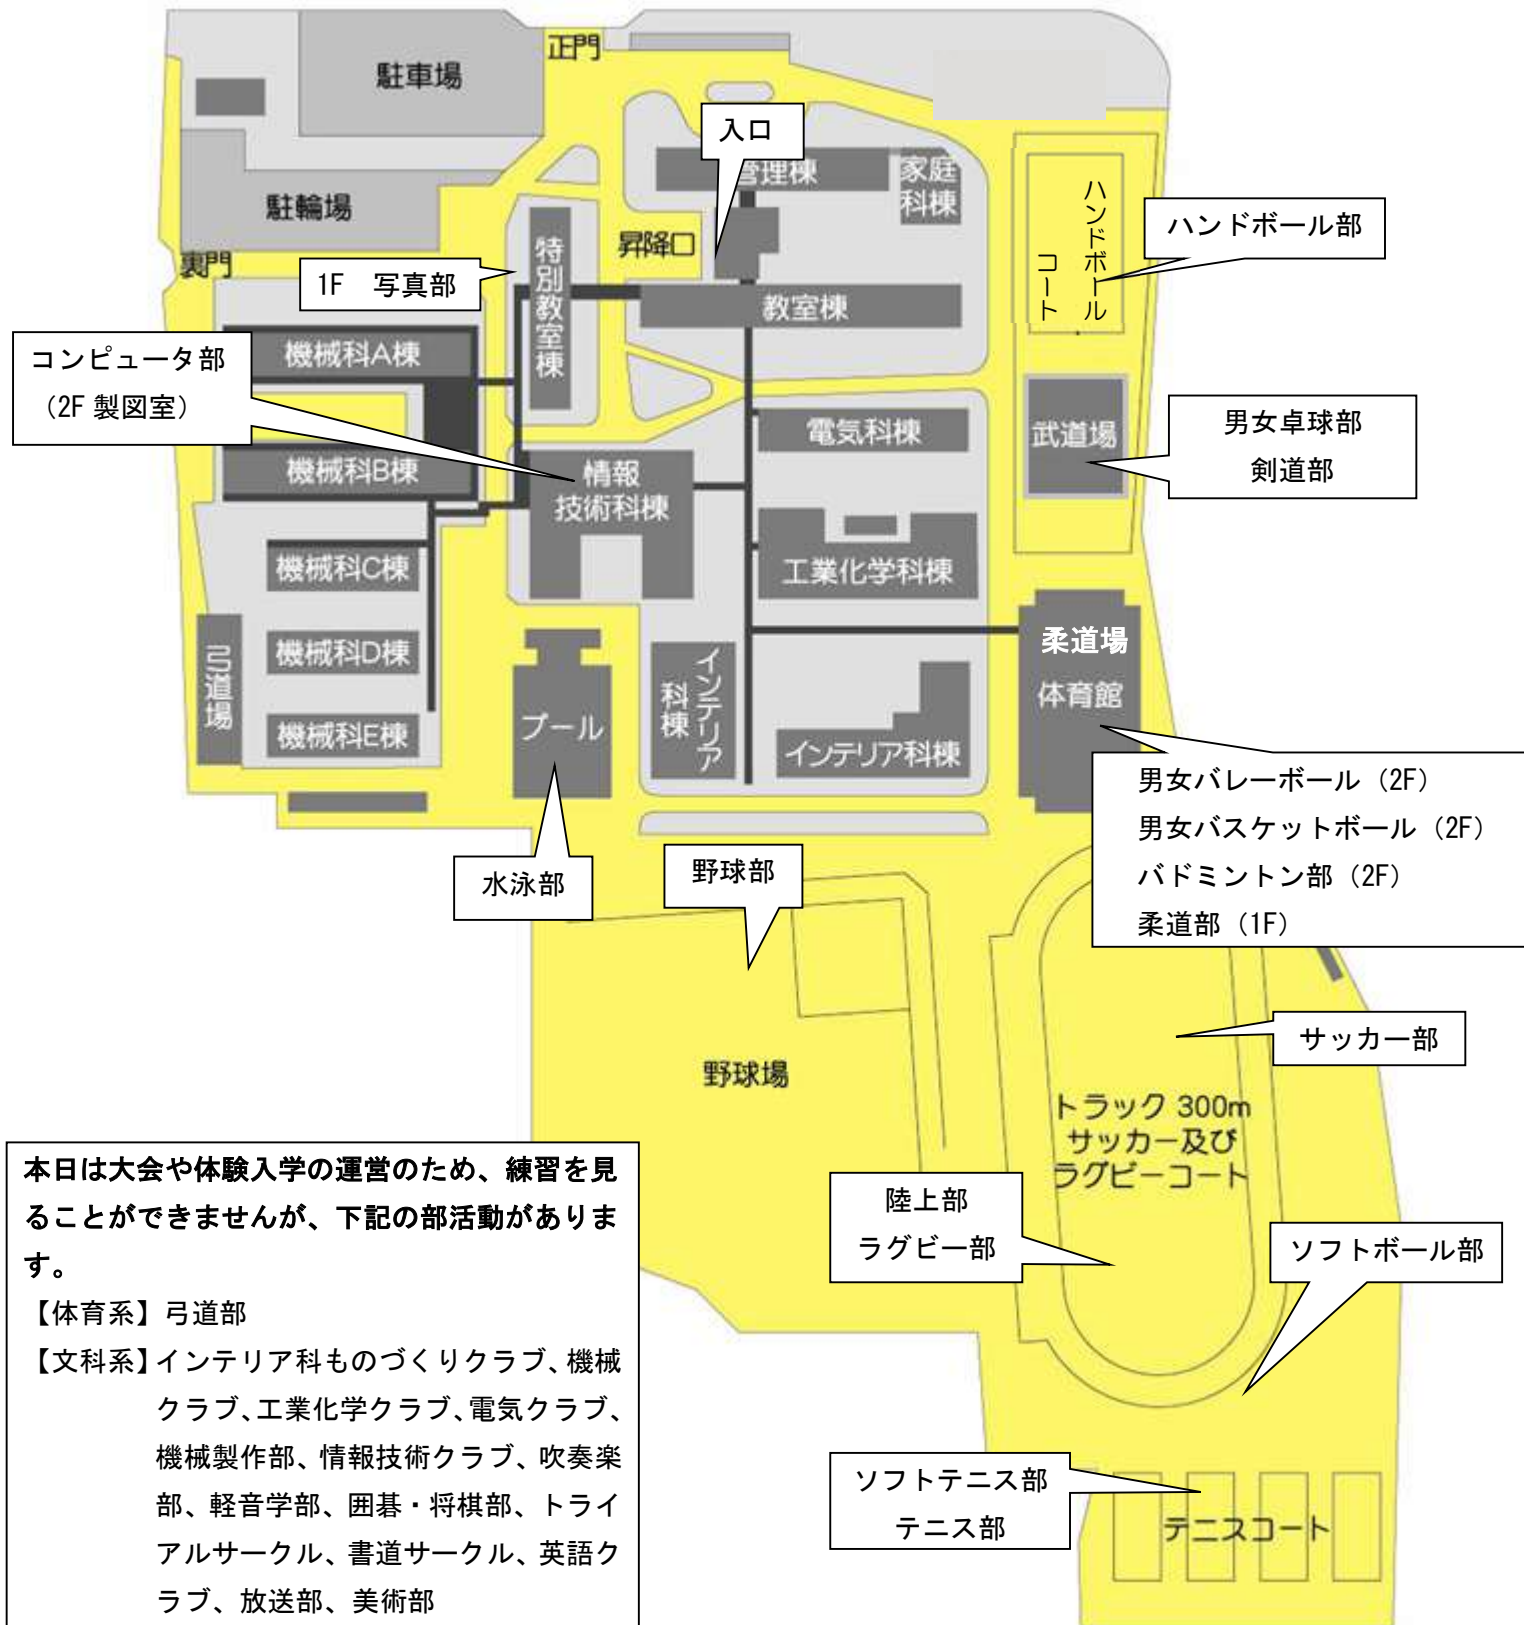 正門
駐車場
入口
管理棟
家庭
科棟
駐輪場
特別教室棟
昇降口
ハンドボール
コート
ハンドボール部
裏門
1F　写真部
教室棟
コンピュータ部
（2F 製図室）
機械科A棟
電気科棟
武道場
男女卓球部
剣道部
機械科B棟
情報
技術科棟
機械科C棟
工業化学科棟
弓道場
機械科D棟
インテリア
科棟
柔道場
体育館
機械科E棟
プール
インテリア科棟
男女バレーボール（2F）
男女バスケットボール（2F）
バドミントン部（2F）
柔道部（1F）
水泳部
野球部
サッカー部
野球場
トラック 300m
サッカー及び
ラグビーコート
陸上部
ラグビー部
ソフトボール部
本日は大会や体験入学の運営のため、練習を見
ることができませんが、下記の部活動がありま
す。
【体育系】弓道部
【文科系】インテリア科ものづくりクラブ、機械
クラブ、工業化学クラブ、電気クラブ、
機械製作部、情報技術クラブ、吹奏楽
部、軽音学部、囲碁・将棋部、トライ
アルサークル、書道サークル、英語ク
ラブ、放送部、美術部
ソフトテニス部
テニス部
テニスコート